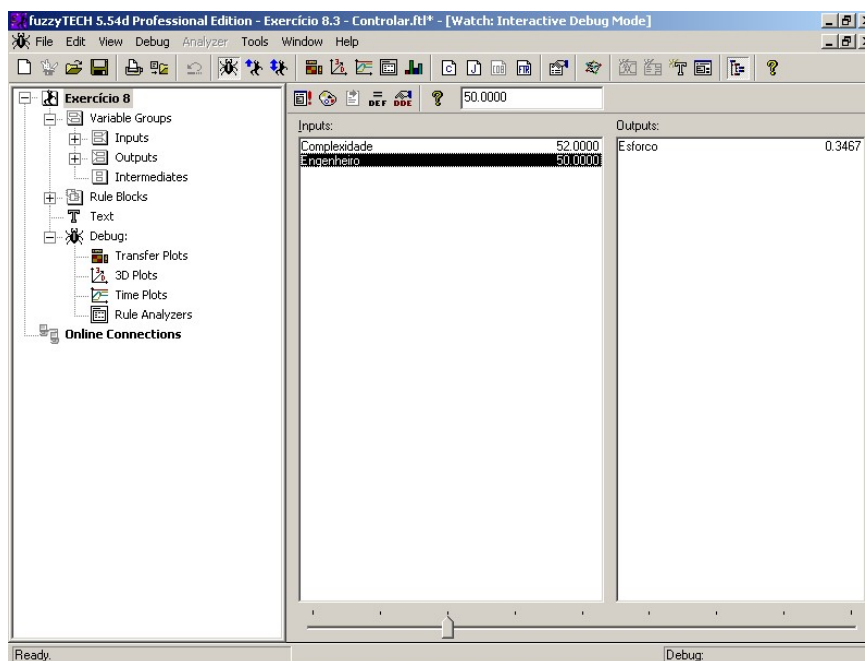 fuzzyTECH 5.54d Professional Edition - Exercício 8.3 - Controlar.ftl* - [Watch: Interactive Debug Mode]
File Edit View Debug Analyzer Tools Window Help
Exercício 8
Variable Groups
Inputs
Outputs
Intermediates
Rule Blocks
Text
Debug:
Transfer Plots
3D Plots
Time Plots
Rule Analyzers
Online Connections
DEF DDE 50.0000
Inputs:
Complexidade 52.0000
Engenheiro 50.0000
Outputs:
Esforco 0.3467
Ready.
Debug: